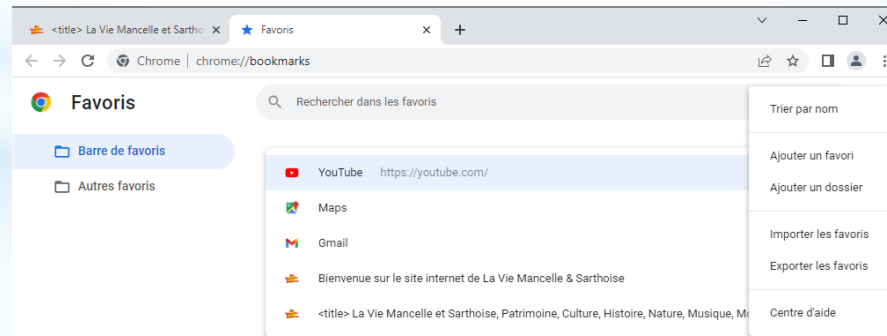 <title> La Vie Mancelle et Sartho
Favoris
Chrome | chrome://bookmarks
Favoris
Rechercher dans les favoris
Barre de favoris
Autres favoris
YouTube https://youtube.com/
Maps
Gmail
Bienvenue sur le site internet de La Vie Mancelle & Sarthoise
<title> La Vie Mancelle et Sarthoise, Patrimoine, Culture, Histoire, Nature, Musique, Mo
Trier par nom
Ajouter un favori
Ajouter un dossier
Importer les favoris
Exporter les favoris
Centre d'aide